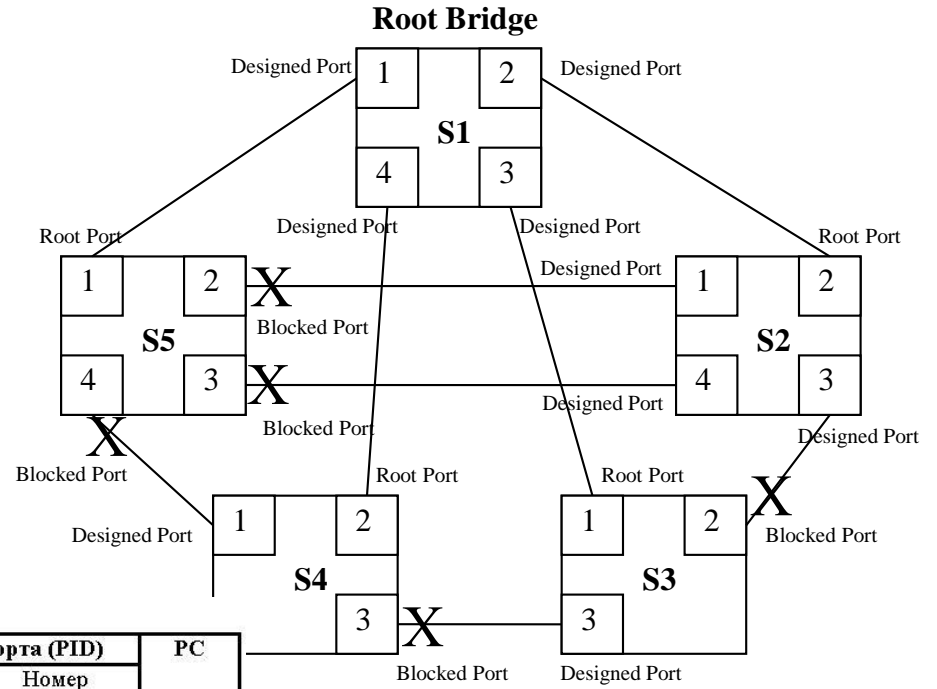 Root Bridge
Designed Port
1
2
Designed Port
S1
4
3
Designed Port
Designed Port
Root Port
Root Port
1
2
Designed Port
1
2
Blocked Port
S5
S2
4
3
4
3
Blocked Port
Designed Port
Designed Port
Blocked Port
Root Port
Root Port
Designed Port
1
2
1
2
Blocked Port
S4
S3
3
3
Blocked Port
Designed Port
(PID)
PC
Номер